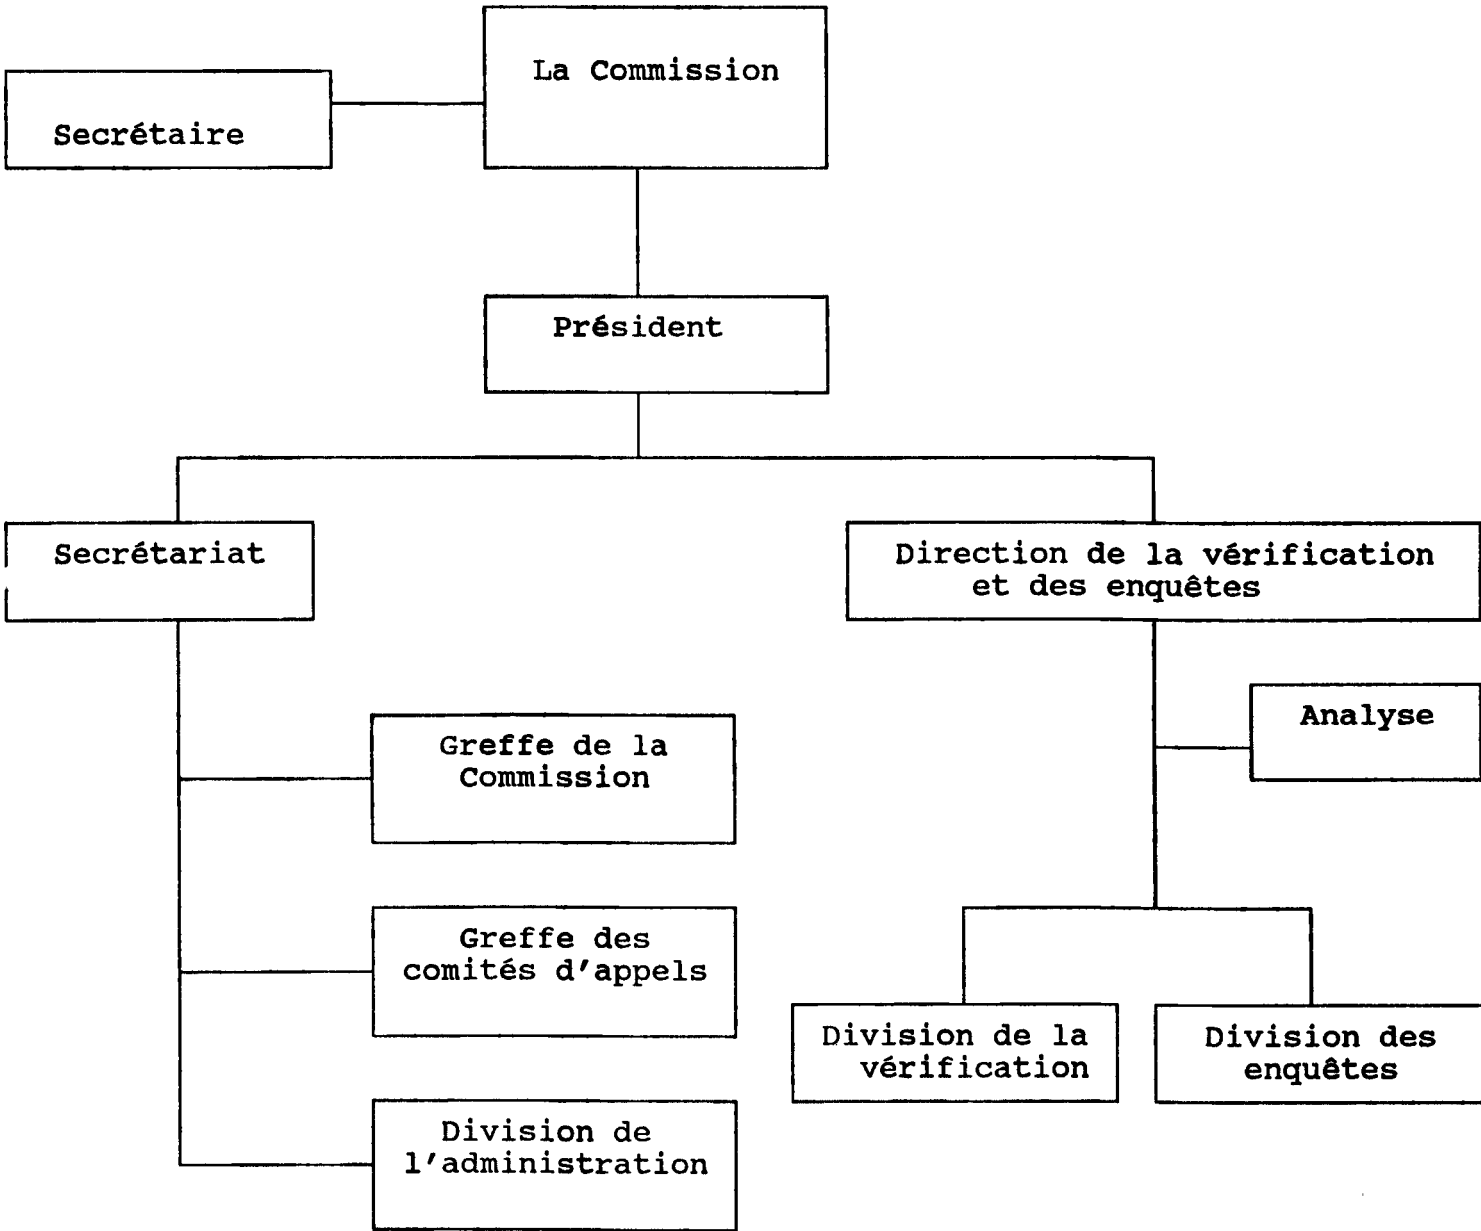 La Commission
Secrétaire
Président
Secrétariat
Direction de la vérification
et des enquêtes
Analyse
Greffe de la
Commission
Greffe des
comités d'appels
Division de la
vérification
Division des
enquêtes
Division de
l'administration